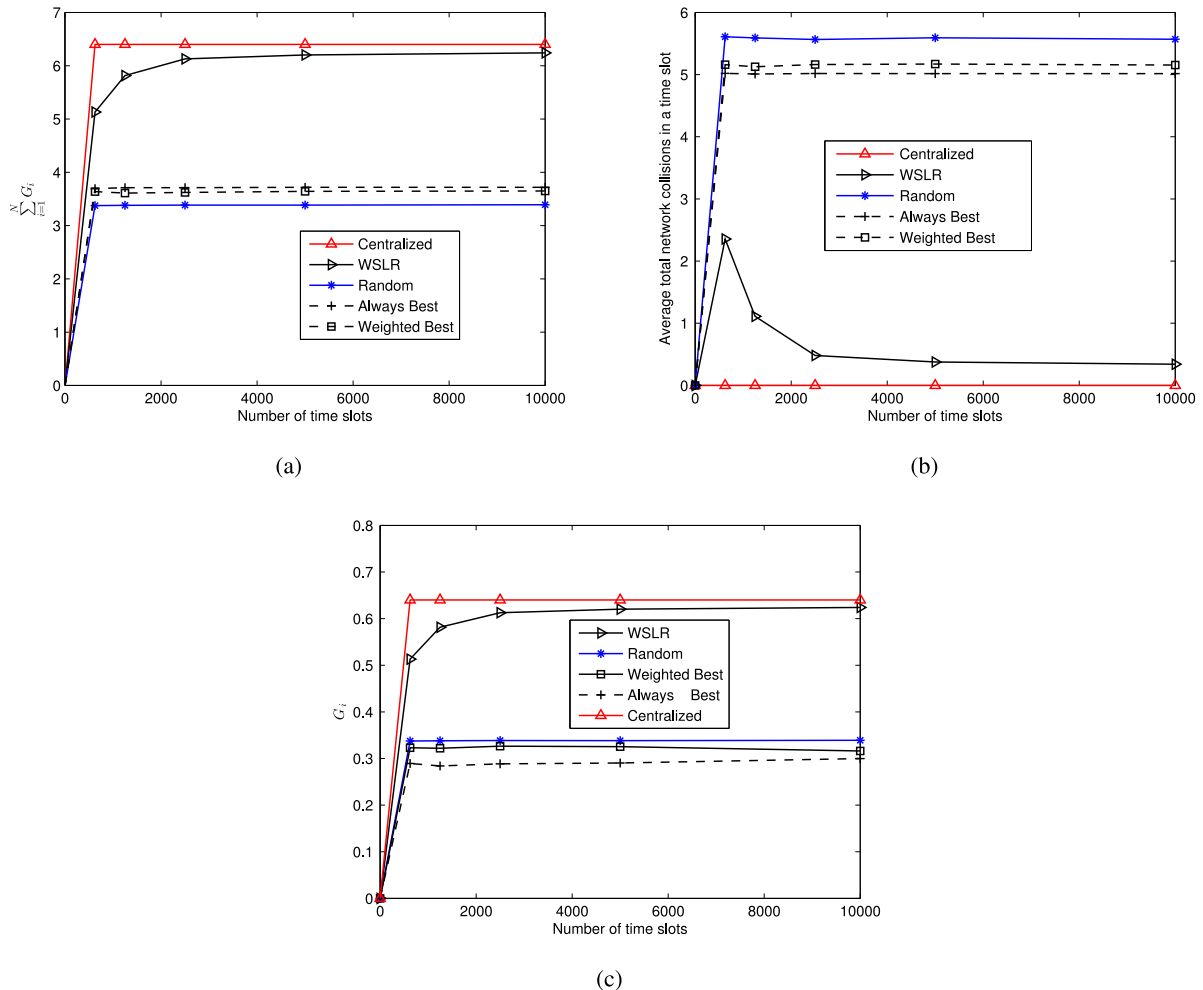 7
6
5
4
3
2
1
0
0 2000 4000 6000 8000 10000
Number of time slots
$\sum_{i=1}^{N} G_i$
Centralized
WSLR
Random
Always Best
Weighted Best
(a)
6
5
4
3
2
1
0
0 2000 4000 6000 8000 10000
Number of time slots
Average total network collisions in a time slot
Centralized
WSLR
Random
Always Best
Weighted Best
(b)
0.8
0.7
0.6
0.5
0.4
0.3
0.2
0.1
0
0 2000 4000 6000 8000 10000
Number of time slots
$G_i$
WSLR
Random
Weighted Best
Always Best
Centralized
(c)